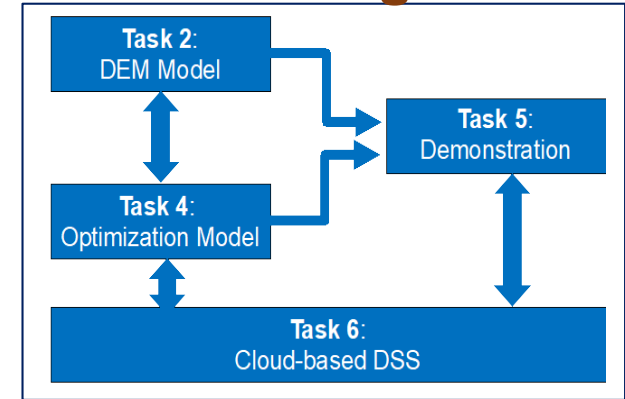 Task 2:
DEM Model
Task 5:
Demonstration
Task 4:
Optimization Model
Task 6:
Cloud-based DSS